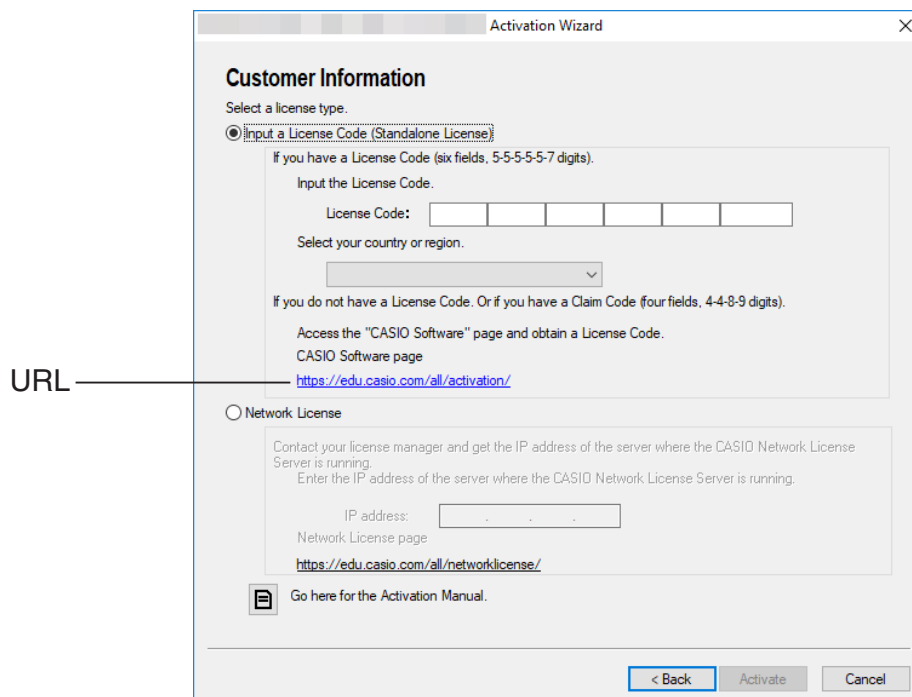 Activation Wizard
Customer Information
Select a license type.
Input a License Code (Standalone License)
If you have a License Code (six fields, 5-5-5-5-5-7 digits).
Input the License Code.
License Code:
Select your country or region.
If you do not have a License Code. Or if you have a Claim Code (four fields, 4-4-8-9 digits).
Access the "CASIO Software" page and obtain a License Code.
CASIO Software page
URL
https://edu.casio.com/all/activation/
Network License
Contact your license manager and get the IP address of the server where the CASIO Network License
Server is running.
Enter the IP address of the server where the CASIO Network License Server is running.
IP address: . . .
Network License page
https://edu.casio.com/all/networklicense/
Go here for the Activation Manual.
< Back Activate Cancel